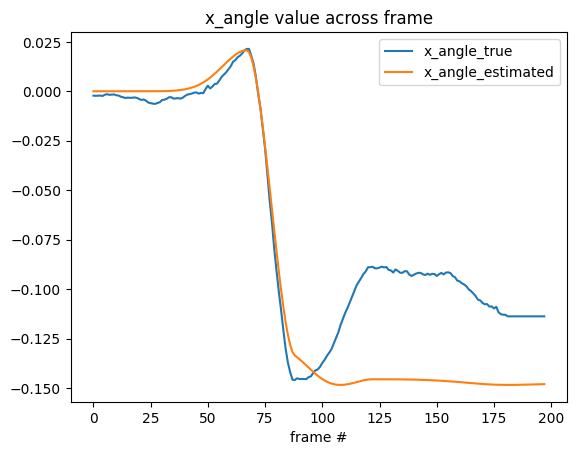 x_angle value across frame
x_angle_true
x_angle_estimated
0.025
0.000
−0.025
−0.050
−0.075
−0.100
−0.125
−0.150
0 25 50 75 100 125 150 175 200
frame #